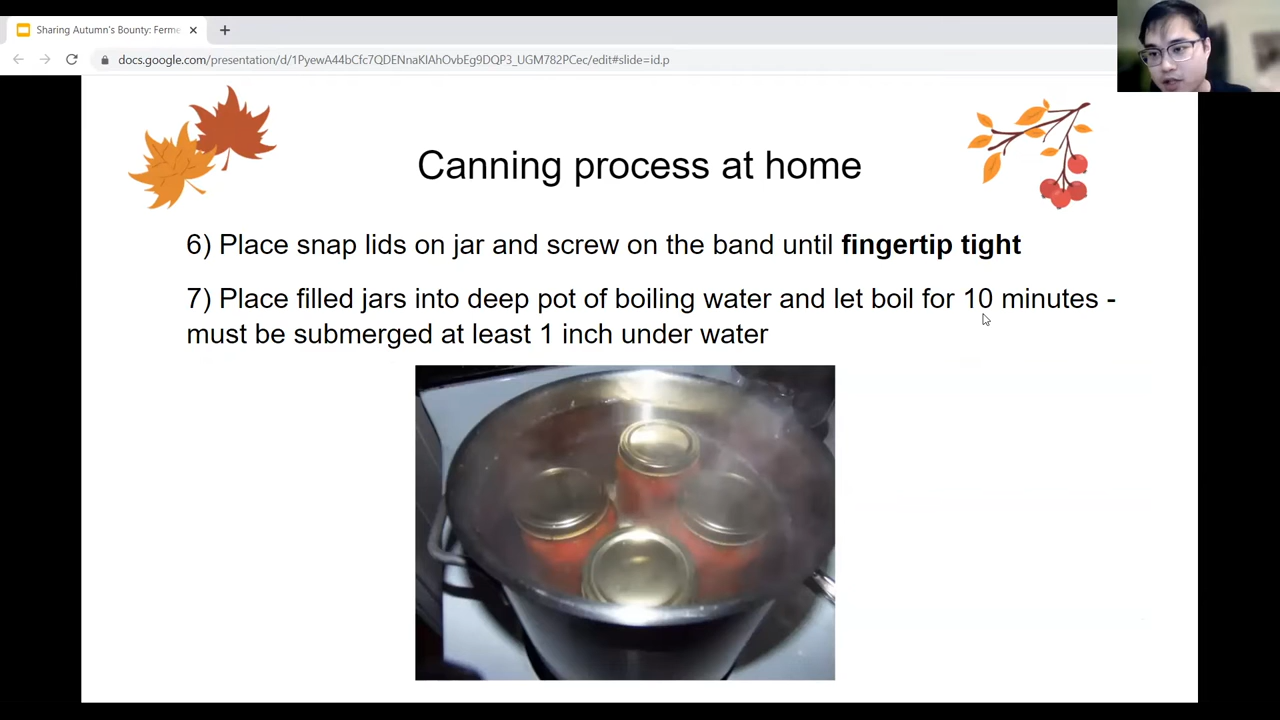 Sharing Autumn's Bounty: Ferme
docs.google.com/presentation/d/1PyewA44bCfc7QDENnaKIAhOvbEg9DQP3_UGM782PCec/edit#slide=id.p
Canning process at home
6) Place snap lids on jar and screw on the band until fingertip tight
7) Place filled jars into deep pot of boiling water and let boil for 10 minutes -
must be submerged at least 1 inch under water